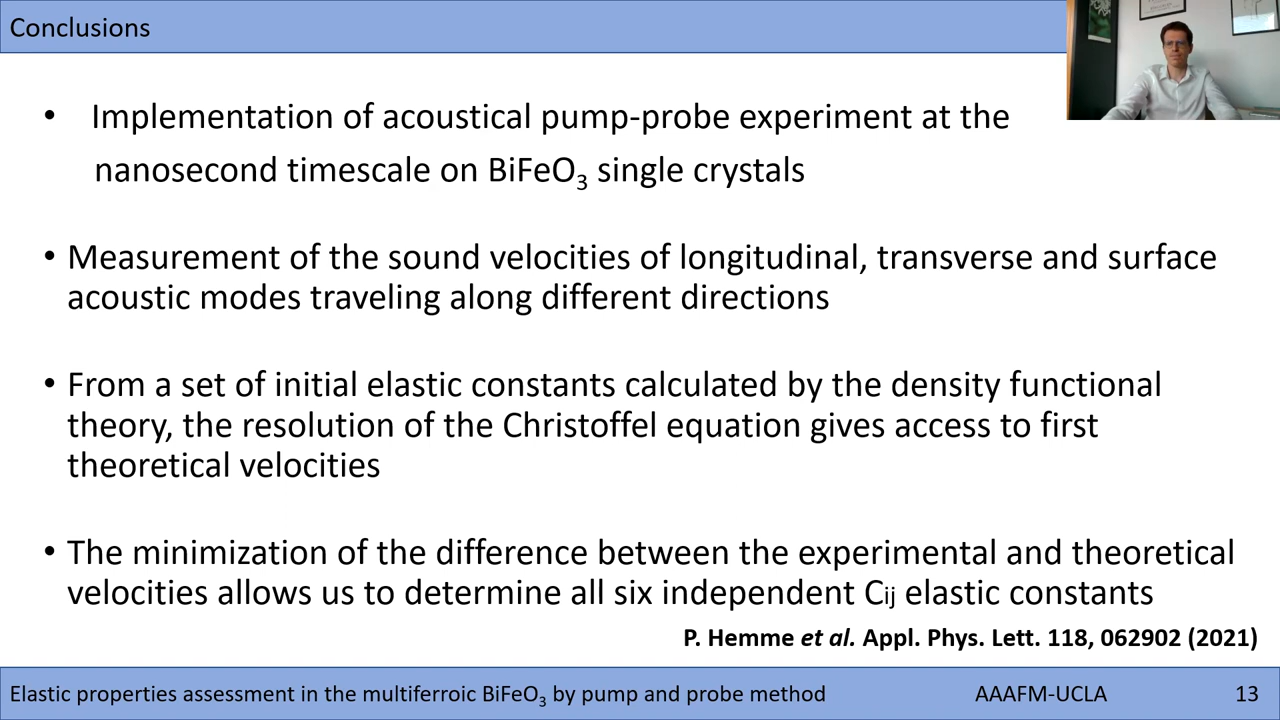 Conclusions
• Implementation of acoustical pump-probe experiment at the
nanosecond timescale on BiFeO₃ single crystals
• Measurement of the sound velocities of longitudinal, transverse and surface
acoustic modes traveling along different directions
• From a set of initial elastic constants calculated by the density functional
theory, the resolution of the Christoffel equation gives access to first
theoretical velocities
• The minimization of the difference between the experimental and theoretical
velocities allows us to determine all six independent Cij elastic constants
P. Hemme et al. Appl. Phys. Lett. 118, 062902 (2021)
Elastic properties assessment in the multiferroic BiFeO₃ by pump and probe method AAAFM-UCLA 13